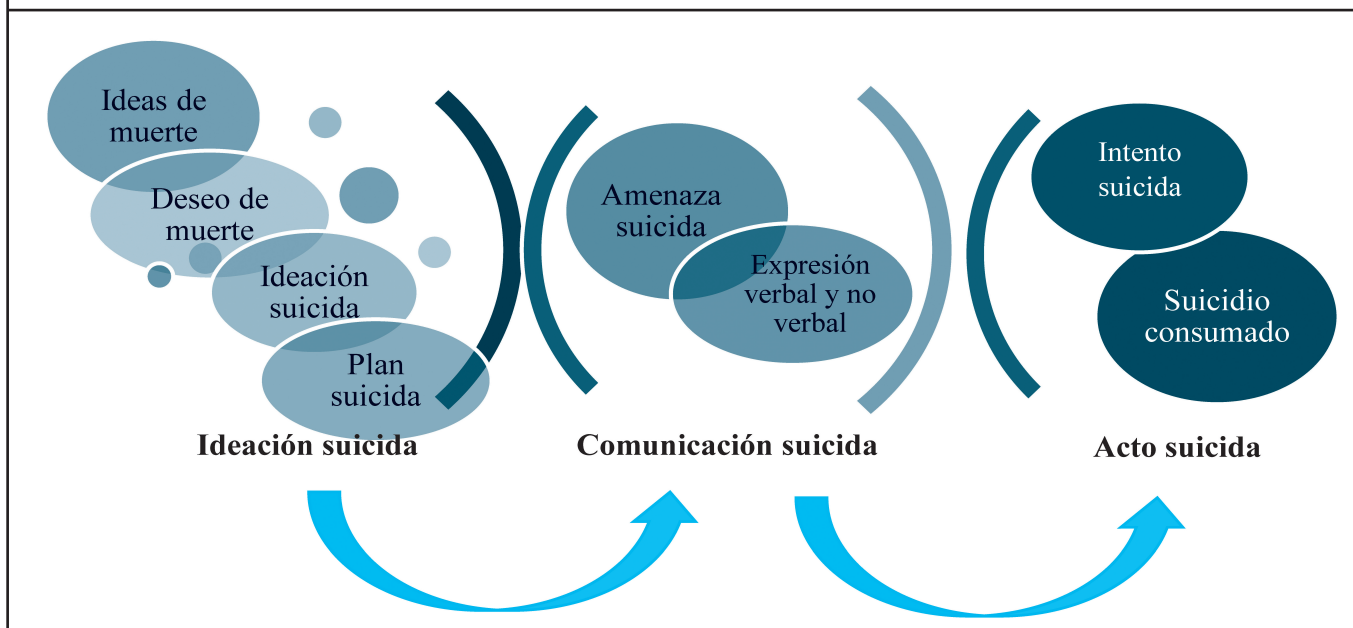 Ideas de
muerte
Deseo de
muerte
Ideación
suicida
Plan
suicida
Ideación suicida
Amenaza
suicida
Expresión
verbal y no
verbal
Comunicación suicida
Intento
suicida
Suicidio
consumado
Acto suicida